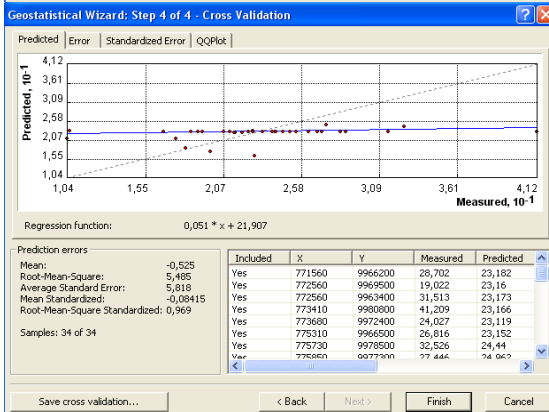 Geostatistical Wizard: Step 4 of 4 - Cross Validation
Predicted Error Standardized Error QQPlot
Predicted, 10⁻¹
4,12
3,61
3,09
2,58
2,07
1,55
1,04
1,04 1,55 2,07 2,58 3,09 3,61 4,12
Measured, 10⁻¹
Regression function: 0,051 * x + 21,907
Prediction errors
Mean: -0,525
Root-Mean-Square: 5,485
Average Standard Error: 5,818
Mean Standardized: -0,08415
Root-Mean-Square Standardized: 0,969
Samples: 34 of 34
Included X Y Measured Predicted
Yes 771560 9966200 28,702 23,182
Yes 772560 9969500 19,022 23,16
Yes 772560 9963400 31,513 23,173
Yes 773410 9980800 41,209 23,166
Yes 773680 9972400 24,027 23,119
Yes 775310 9966500 26,816 23,152
Yes 775730 9978500 32,526 24,44
Yes 775850 9977300 27,446 24,962
Save cross validation... < Back Next > Finish Cancel